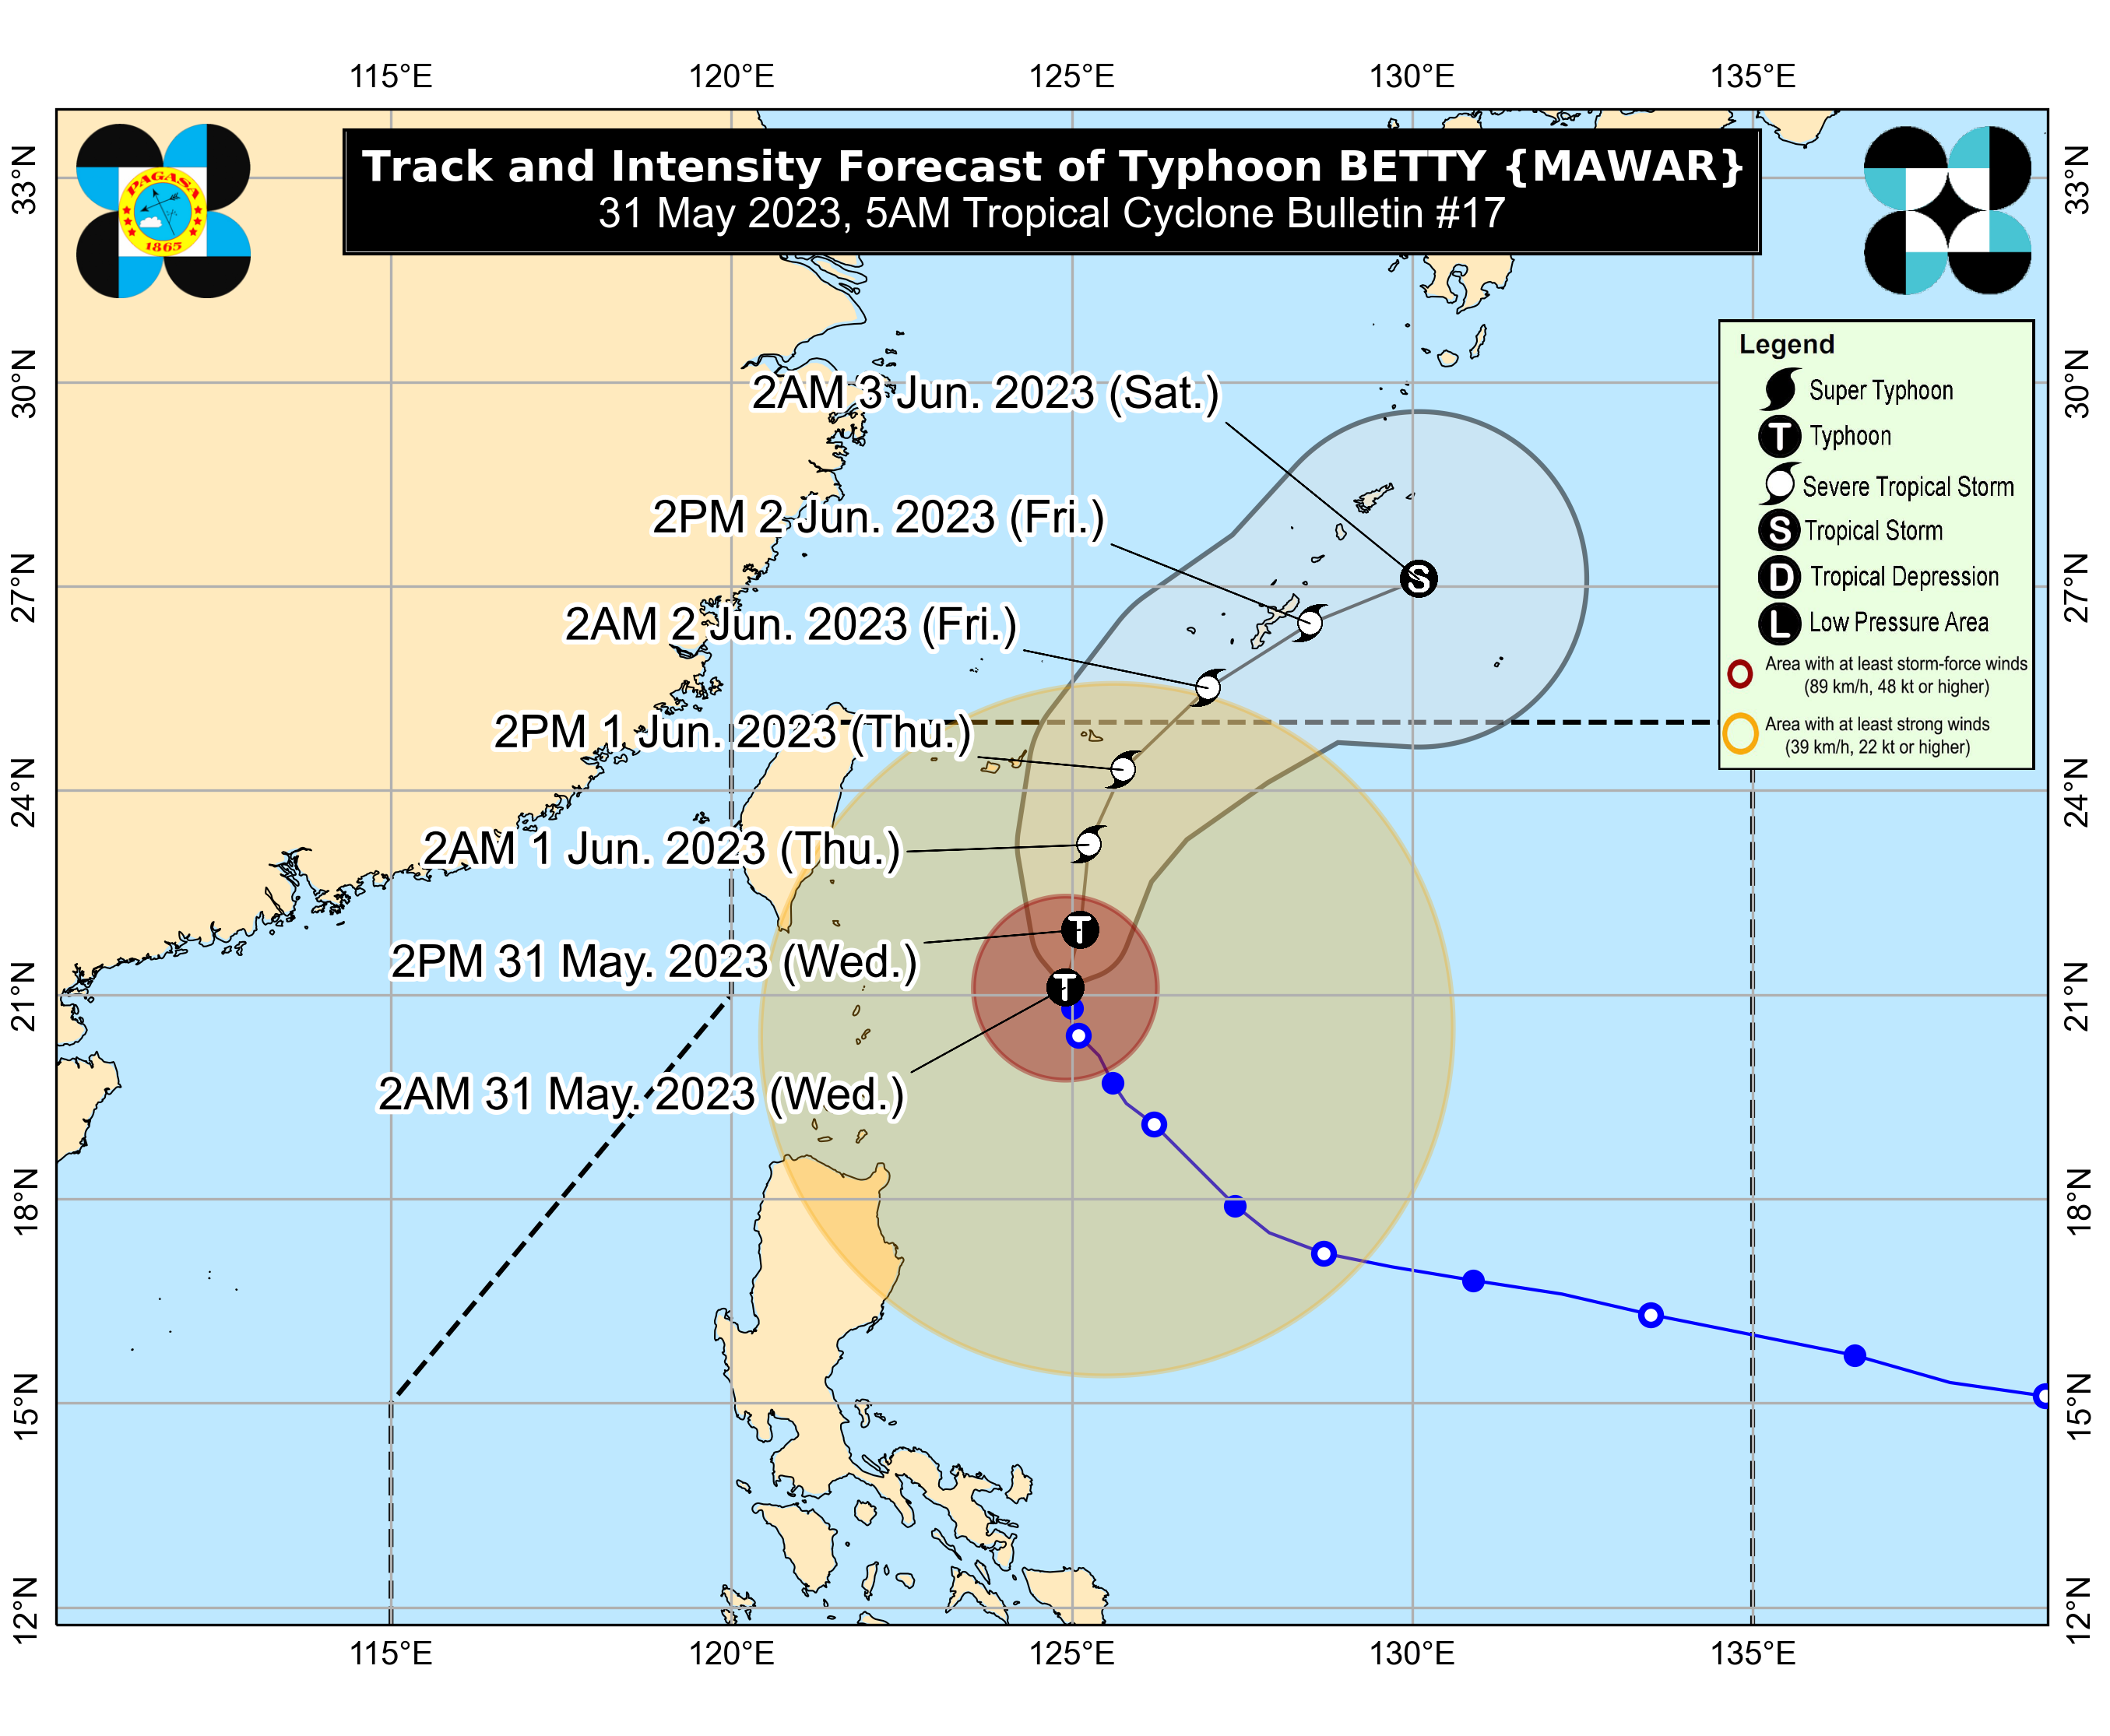 115°E 120°E 125°E 130°E 135°E
PAGASA
1865
Track and Intensity Forecast of Typhoon BETTY {MAWAR}
31 May 2023, 5AM Tropical Cyclone Bulletin #17
33°N 33°N
30°N 30°N
27°N 27°N
24°N 24°N
21°N 21°N
18°N 18°N
15°N 15°N
12°N 12°N
2AM 3 Jun. 2023 (Sat.)
2PM 2 Jun. 2023 (Fri.)
2AM 2 Jun. 2023 (Fri.)
2PM 1 Jun. 2023 (Thu.)
2AM 1 Jun. 2023 (Thu.)
2PM 31 May. 2023 (Wed.)
2AM 31 May. 2023 (Wed.)
S
T
T
Legend
Super Typhoon
T Typhoon
Severe Tropical Storm
S Tropical Storm
D Tropical Depression
L Low Pressure Area
Area with at least storm-force winds
(89 km/h, 48 kt or higher)
Area with at least strong winds
(39 km/h, 22 kt or higher)
115°E 120°E 125°E 130°E 135°E